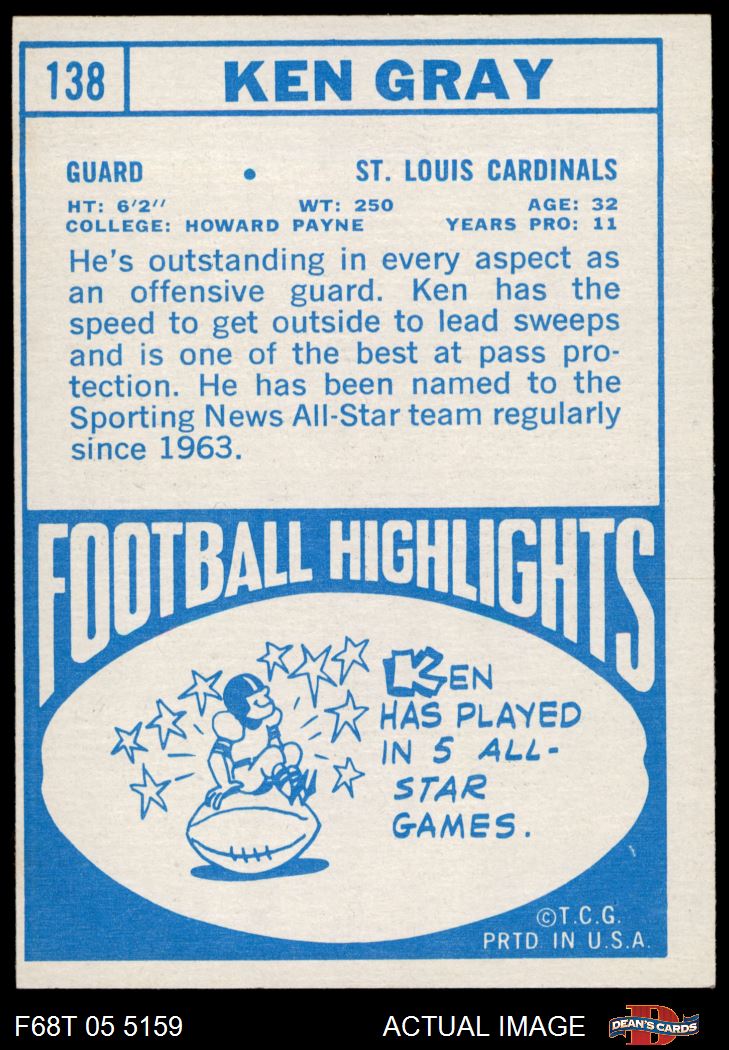 138 KEN GRAY
GUARD • ST. LOUIS CARDINALS
HT: 6'2'' WT: 250 AGE: 32
COLLEGE: HOWARD PAYNE YEARS PRO: 11
He's outstanding in every aspect as
an offensive guard. Ken has the
speed to get outside to lead sweeps
and is one of the best at pass pro-
tection. He has been named to the
Sporting News All-Star team regularly
since 1963.
FOOTBALL HIGHLIGHTS
KEN
HAS PLAYED
IN 5 ALL-
STAR
GAMES.
©T.C.G.
PRTD IN U.S.A.
F68T 05 5159 ACTUAL IMAGE D DEAN'S CARDS